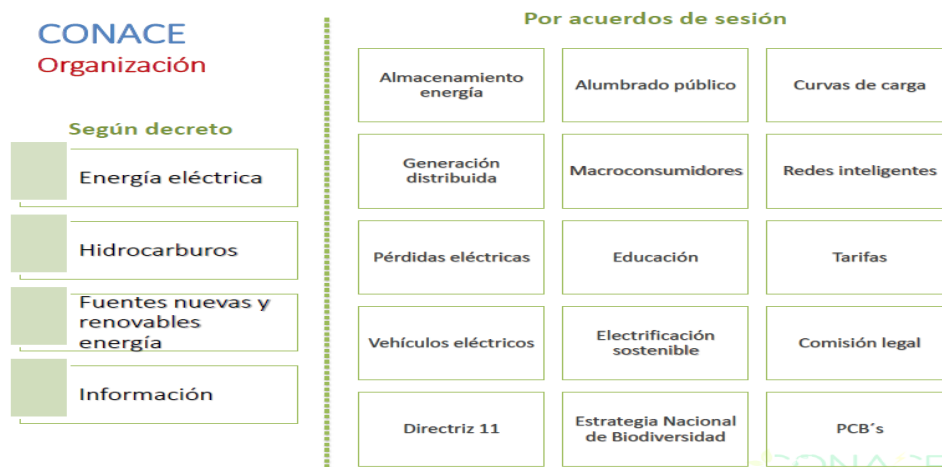 CONACE
Organización
Según decreto
Energía eléctrica
Hidrocarburos
Fuentes nuevas y
renovables
energía
Información
Por acuerdos de sesión
Almacenamiento
energía
Alumbrado público
Curvas de carga
Generación
distribuida
Macroconsumidores
Redes inteligentes
Pérdidas eléctricas
Educación
Tarifas
Vehículos eléctricos
Electrificación
sostenible
Comisión legal
Directriz 11
Estrategia Nacional
de Biodiversidad
PCB´s
CONACE